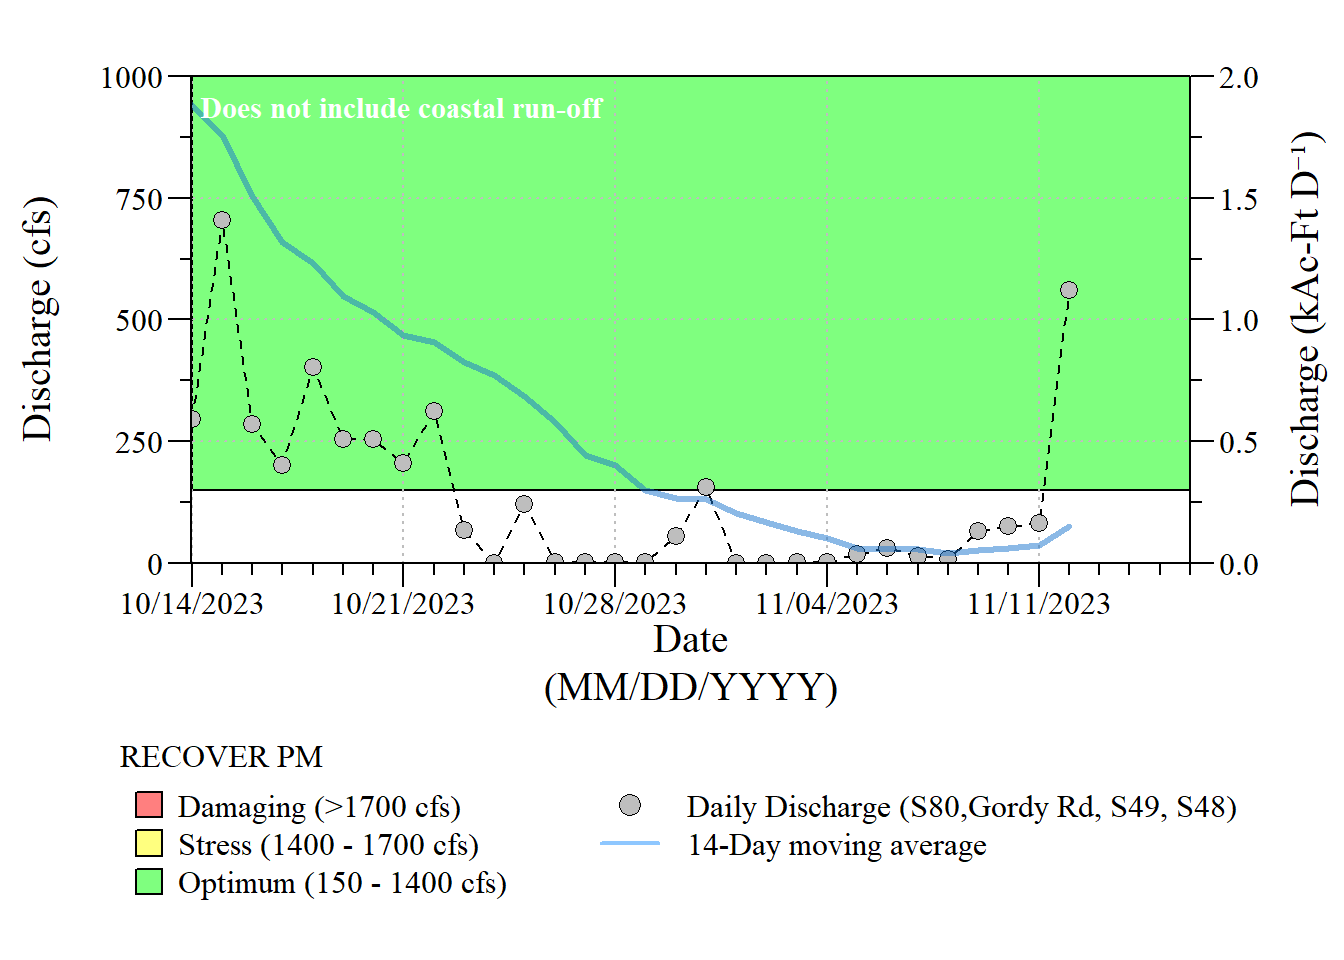 1000
750
500
250
0
Discharge (cfs)
Does not include coastal run-off
2.0
1.5
1.0
0.5
0.0
Discharge (kAc-Ft D⁻¹)
10/14/2023 10/21/2023 10/28/2023 11/04/2023 11/11/2023
Date
(MM/DD/YYYY)
RECOVER PM
Damaging (>1700 cfs)
Stress (1400 - 1700 cfs)
Optimum (150 - 1400 cfs)
Daily Discharge (S80,Gordy Rd, S49, S48)
14-Day moving average